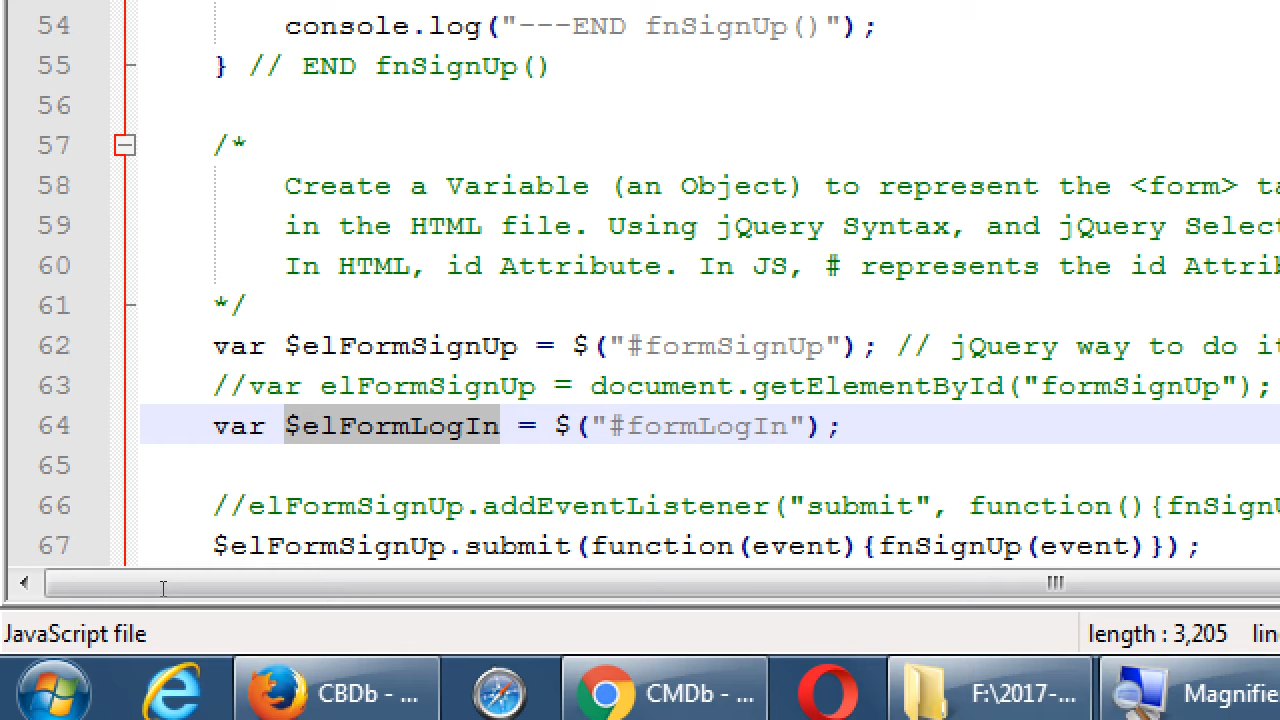 54 console.log("---END fnSignUp()");
55 } // END fnSignUp()
56
57 /*
58 Create a Variable (an Object) to represent the <form> ta
59 in the HTML file. Using jQuery Syntax, and jQuery Select
60 In HTML, id Attribute. In JS, # represents the id Attrib
61 */
62 var $elFormSignUp = $("#formSignUp"); // jQuery way to do it
63 //var elFormSignUp = document.getElementById("formSignUp");
64 var $elFormLogIn = $("#formLogIn");
65
66 //elFormSignUp.addEventListener("submit", function(){fnSignU
67 $elFormSignUp.submit(function(event){fnSignUp(event)});
JavaScript file length : 3,205 lin
CBDb - ... CMDb - ... F:\2017-... Magnifie